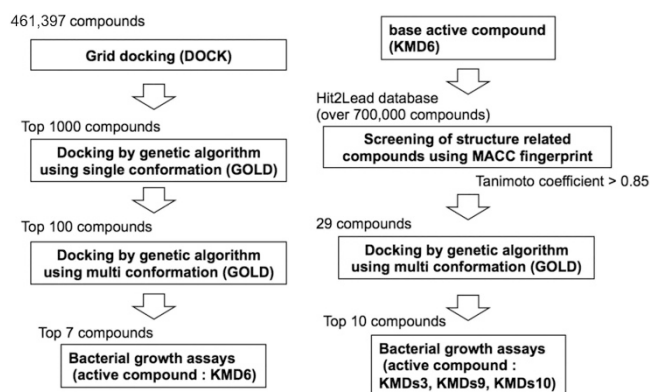 461,397 compounds
Grid docking (DOCK)
Top 1000 compounds
Docking by genetic algorithm
using single conformation (GOLD)
Top 100 compounds
Docking by genetic algorithm
using multi conformation (GOLD)
Top 7 compounds
Bacterial growth assays
(active compound : KMD6)
base active compound
(KMD6)
Hit2Lead database
(over 700,000 compounds)
Screening of structure related
compounds using MACC fingerprint
Tanimoto coefficient > 0.85
29 compounds
Docking by genetic algorithm
using multi conformation (GOLD)
Top 10 compounds
Bacterial growth assays
(active compound :
KMDs3, KMDs9, KMDs10)